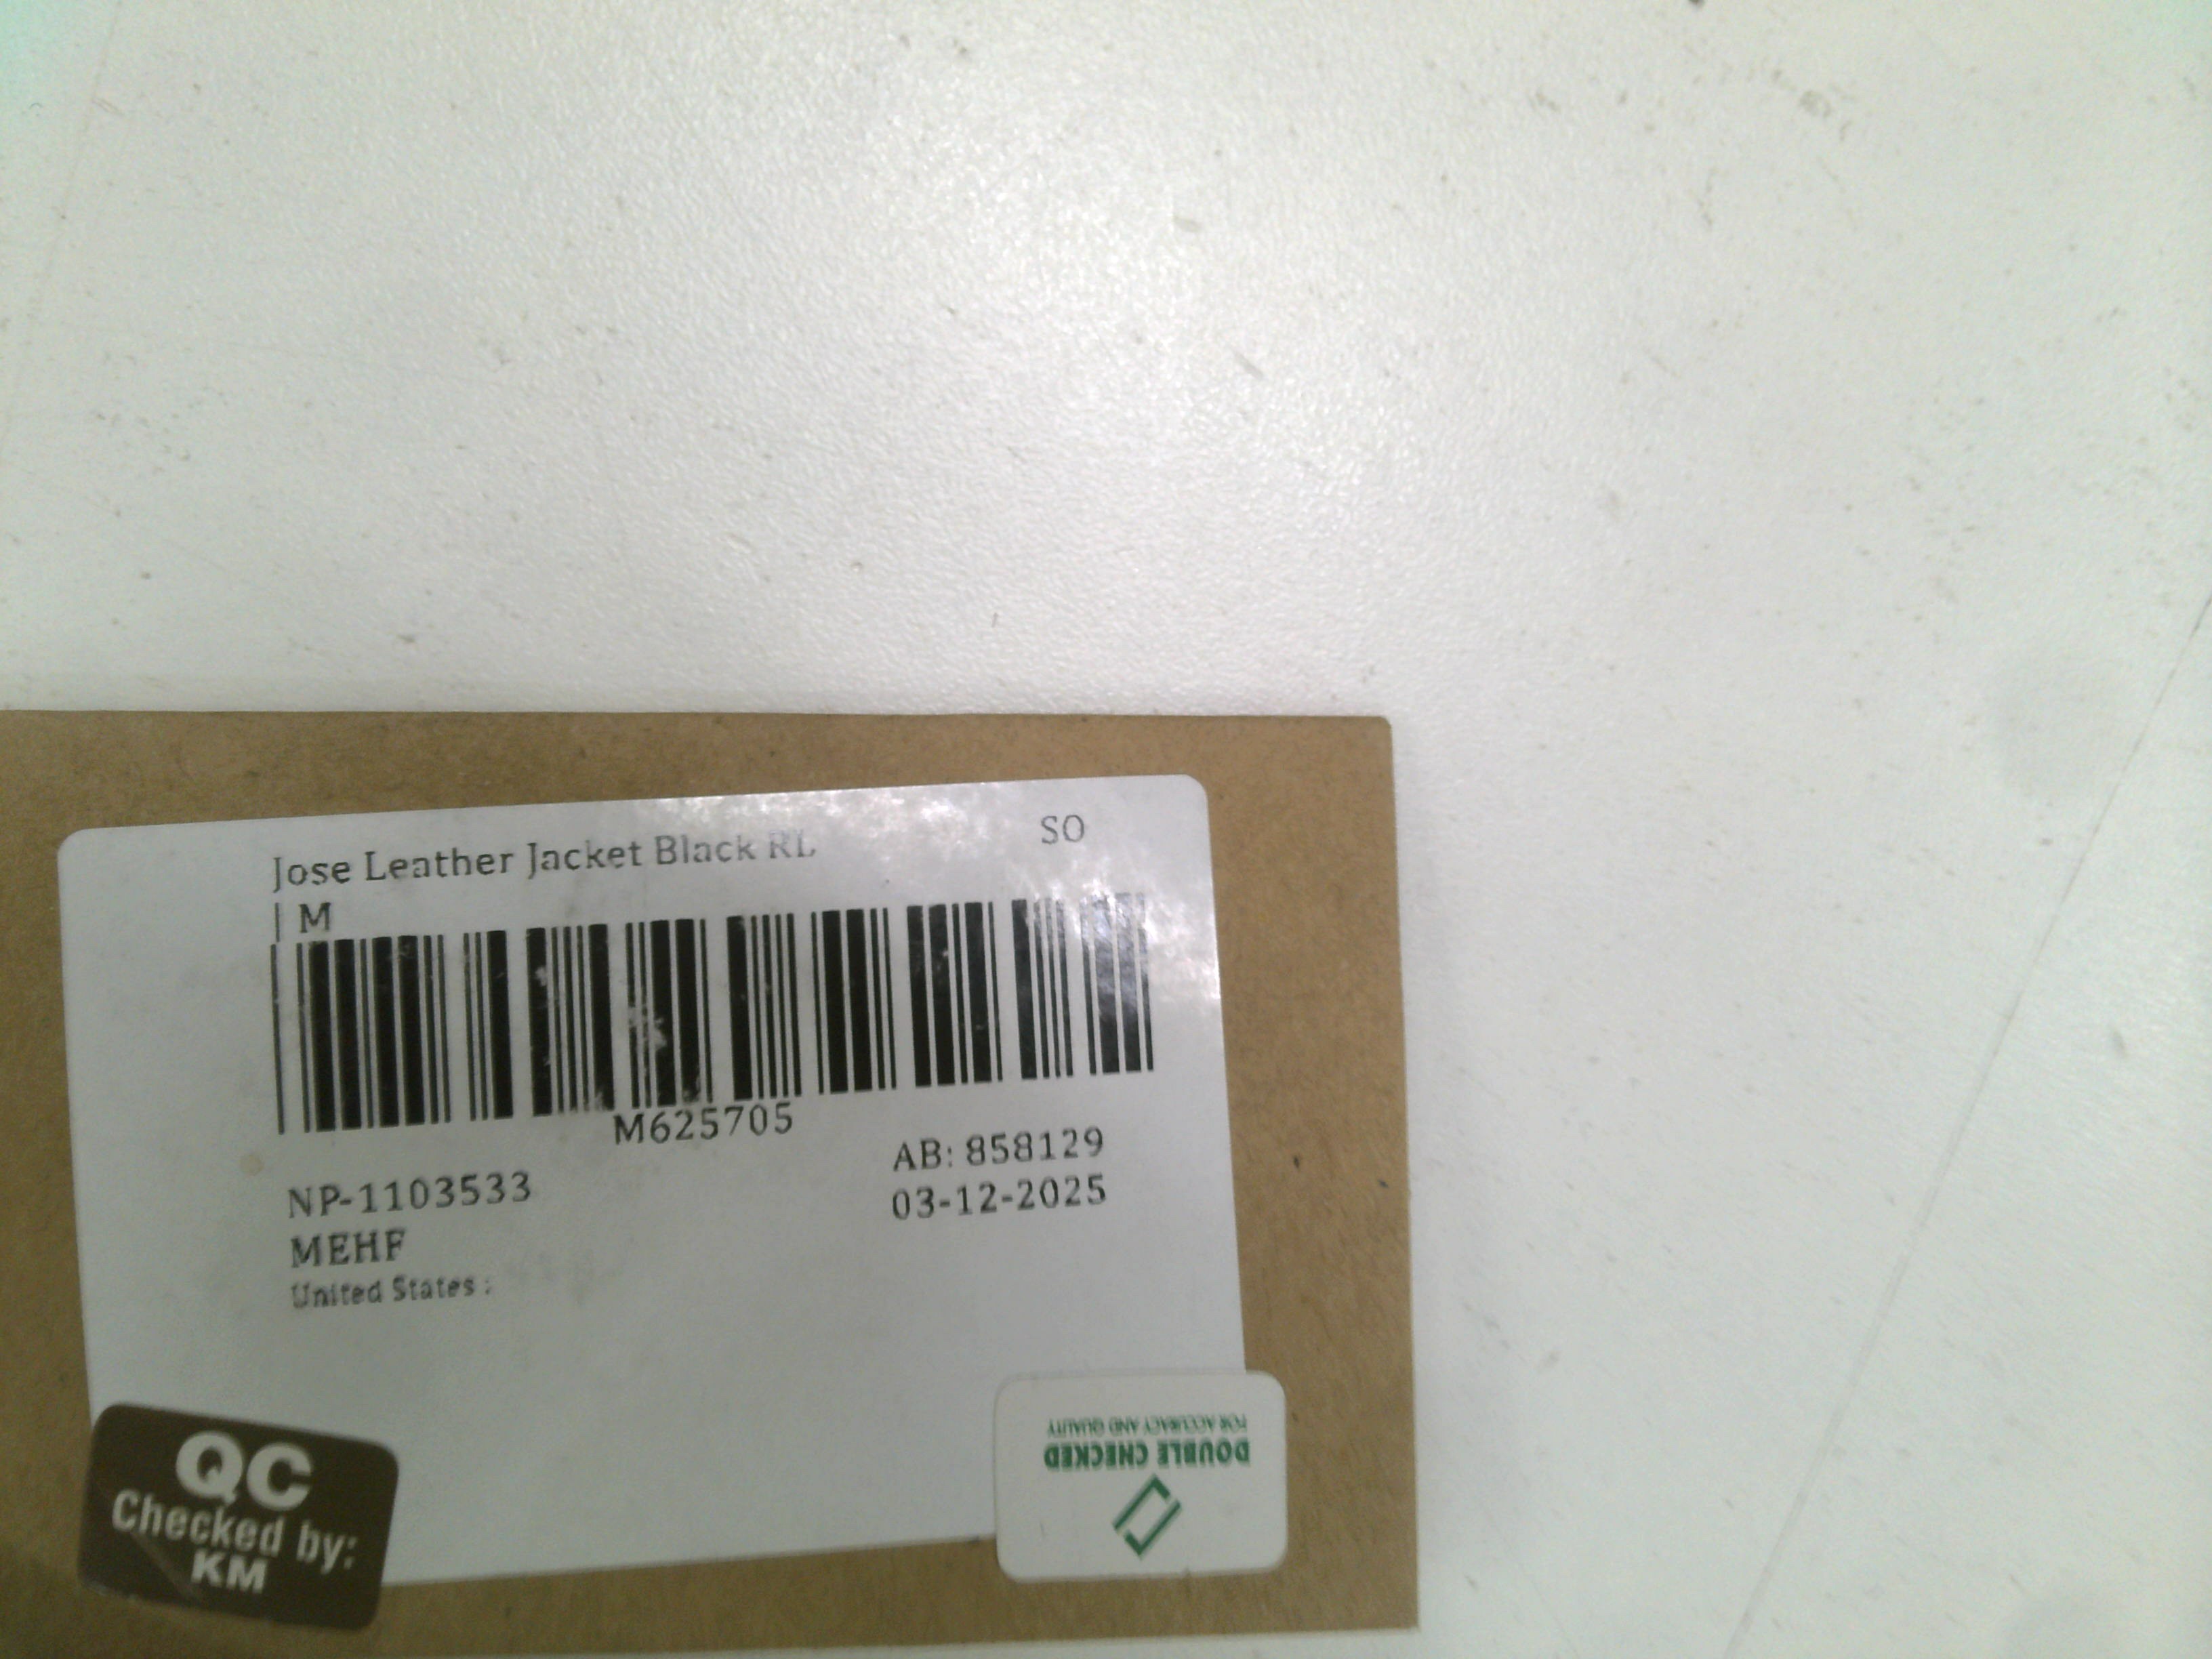 Jose Leather Jacket Black RL
SO
| M
M625705
AB: 858129
NP-1103533
03-12-2025
MEHF
United States :
QC
Checked by:
KM
DOUBLE CHECKED
FOR ACCURACY AND QUALITY